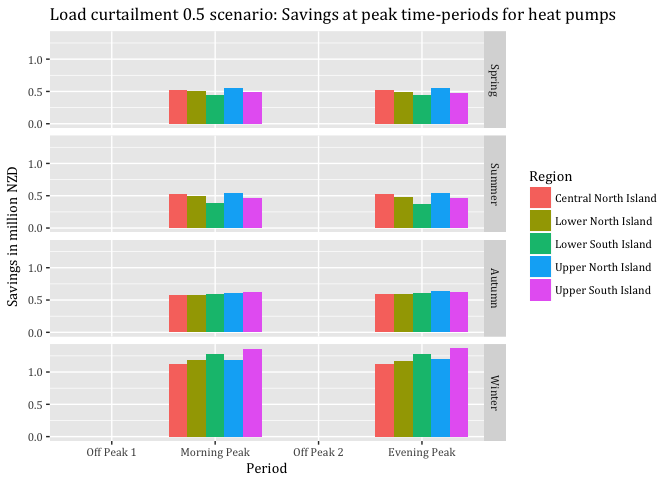 Load curtailment 0.5 scenario: Savings at peak time-periods for heat pumps
Savings in million NZD
1.0
0.5
0.0
Spring
1.0
0.5
0.0
Summer
1.0
0.5
0.0
Autumn
1.0
0.5
0.0
Winter
Off Peak 1
Morning Peak
Off Peak 2
Evening Peak
Period
Region
Central North Island
Lower North Island
Lower South Island
Upper North Island
Upper South Island